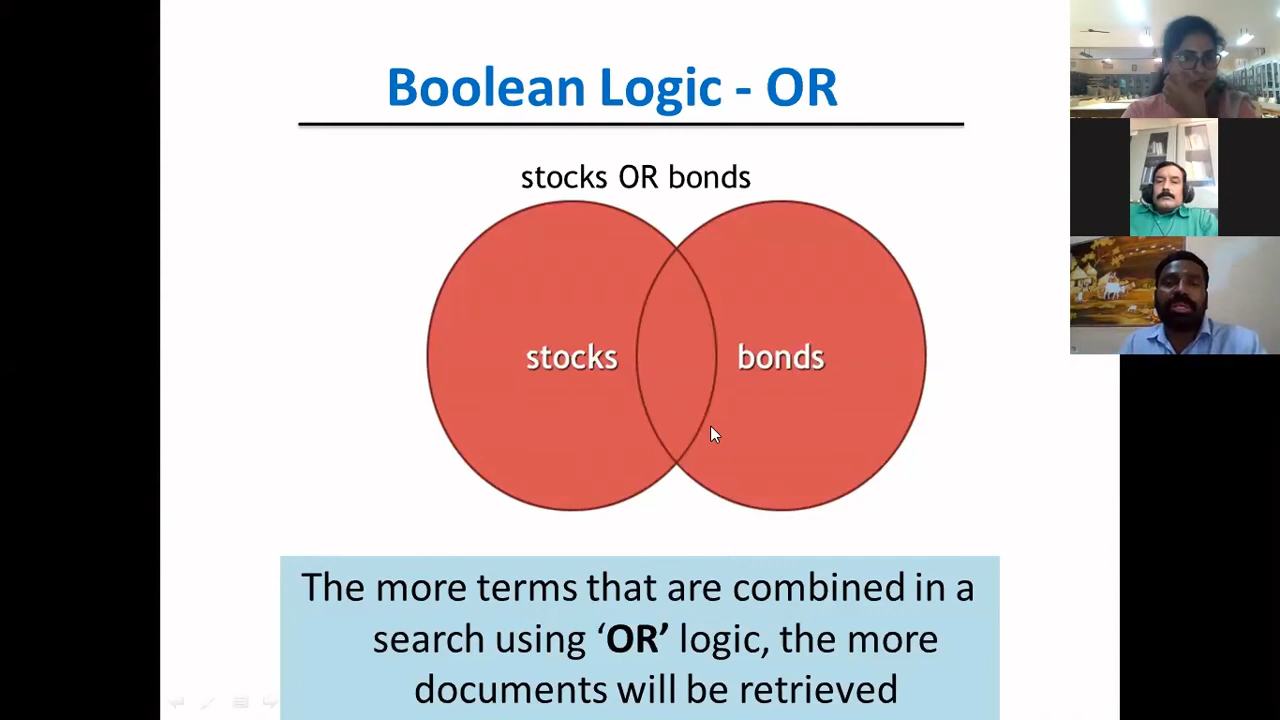 Boolean Logic - OR
stocks OR bonds
stocks
bonds
The more terms that are combined in a
search using ‘OR’ logic, the more
documents will be retrieved